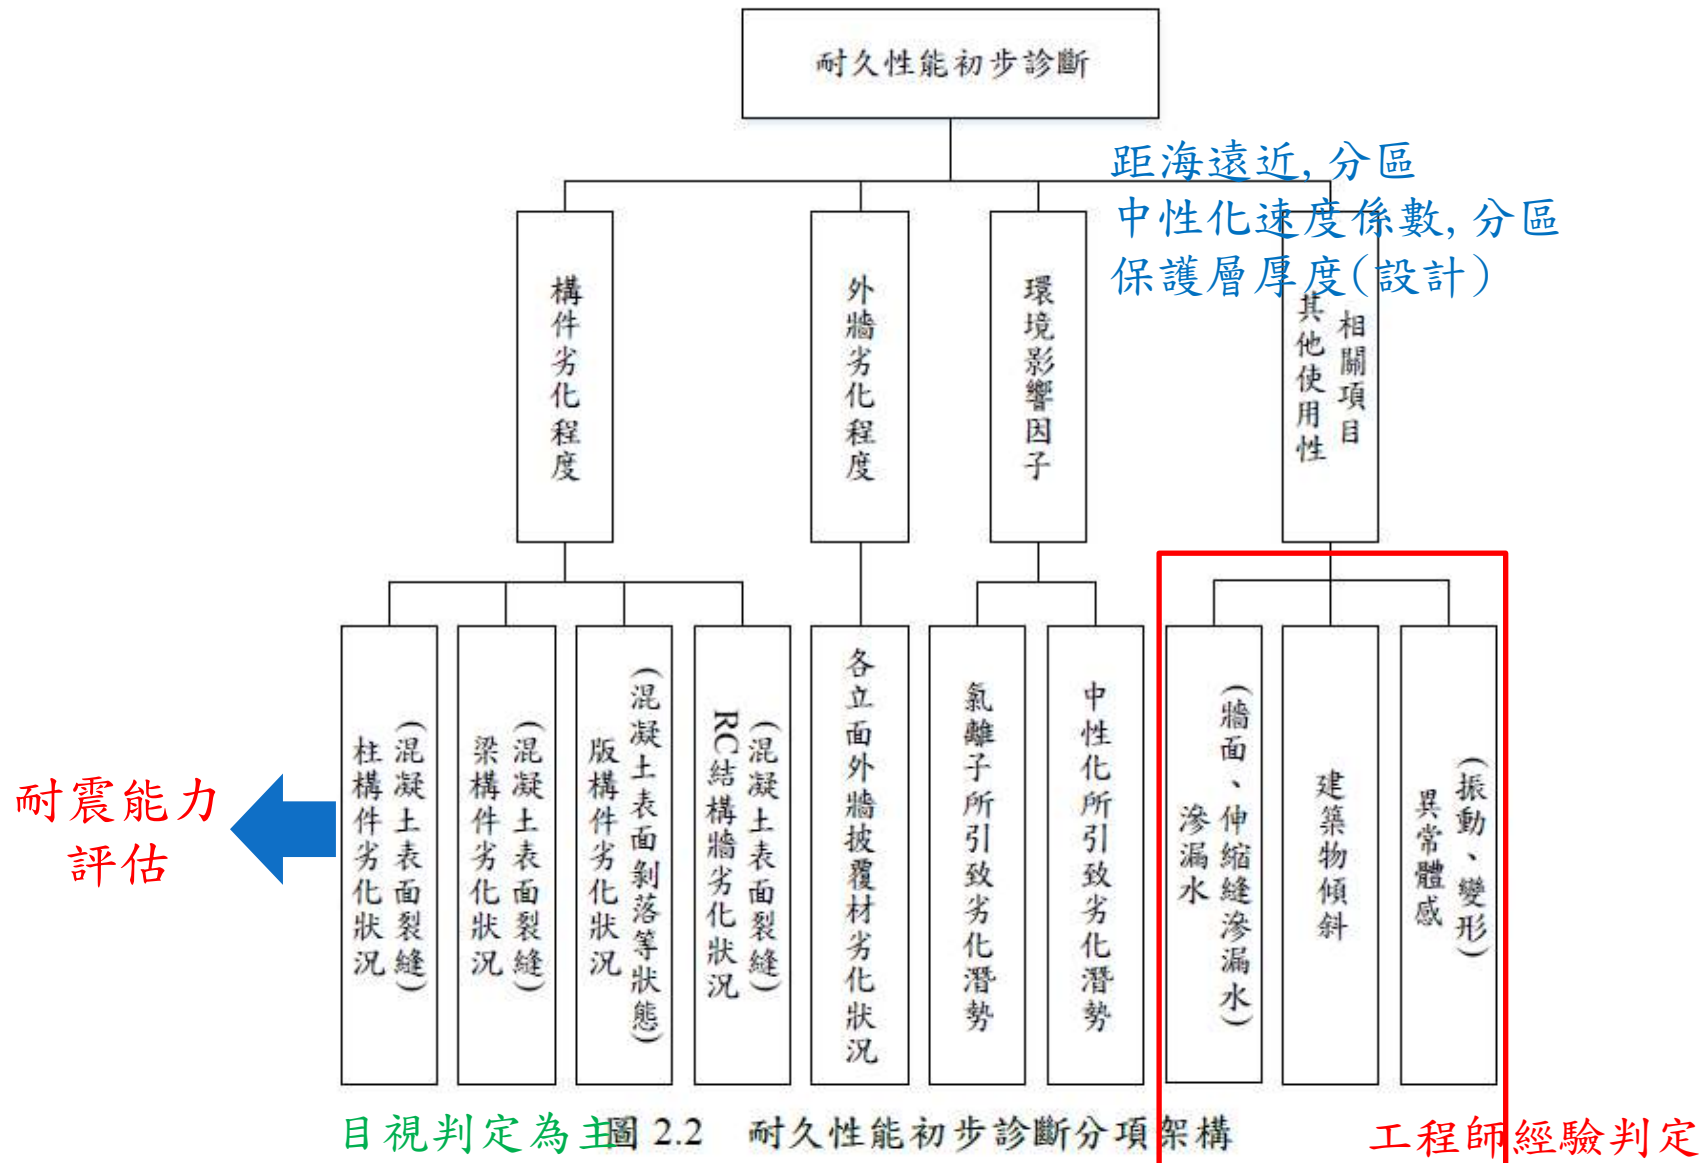 耐久性能初步診斷
距海遠近,分區
中性化速度係數,分區
保護層厚度(設計)
構件劣化程度
外牆劣化程度
環境影響因子
其他使用性
相關項目
柱構件劣化狀況
(混凝土表面裂縫)
梁構件劣化狀況
(混凝土表面裂縫)
版構件劣化狀況
(混凝土表面剝落等狀態)
RC結構牆劣化狀況
(混凝土表面裂縫)
各立面外牆披覆材劣化狀況
氯離子所引致劣化潛勢
中性化所引致劣化潛勢
滲漏水
(牆面、伸縮縫滲漏水)
建築物傾斜
異常體感
(振動、變形)
耐震能力
評估
目視判定為主
圖 2.2 耐久性能初步診斷分項架構
工程師經驗判定